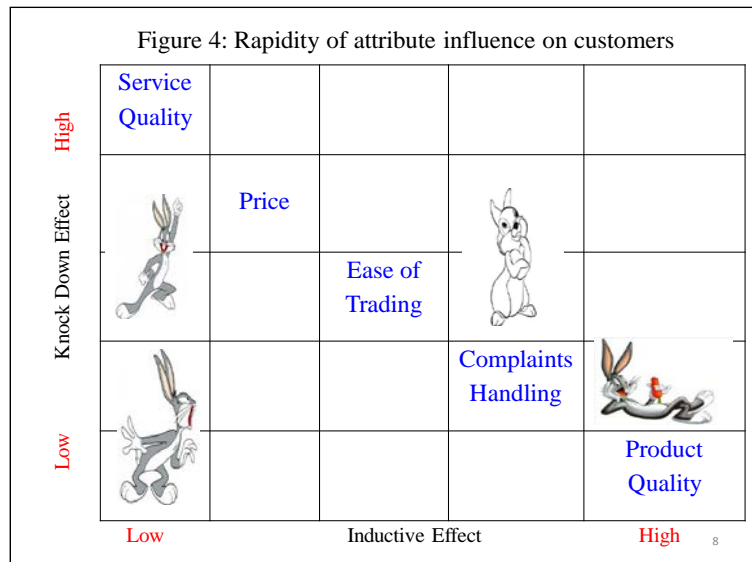 Figure 4: Rapidity of attribute influence on customers
Service
Quality
High
Price
Knock Down Effect
Ease of
Trading
Complaints
Handling
Low
Product
Quality
Low
Inductive Effect
High
8